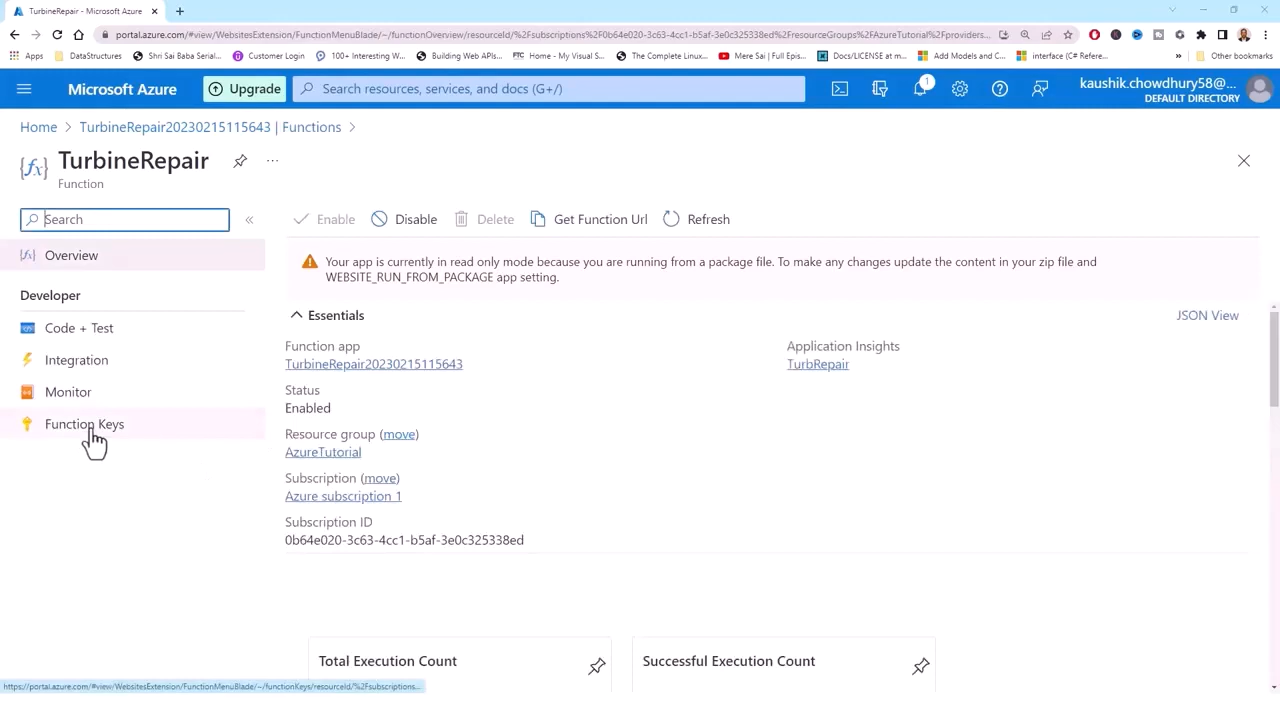 TurbineRepair - Microsoft Azure
portal.azure.com/#view/WebsitesExtension/FunctionMenuBlade/~/functionOverview/resourceId/%2Fsubscriptions%2F0b64e020-3c63-4cc1-b5af-3e0c325338ed%2FresourceGroups%2FAzureTutorial%2Fproviders...
Apps DataStructures Shri Sai Baba Serial... Customer Login 100+ Interesting W... Building Web APIs... FTC Home - My Visual S... The Complete Linux... Mere Sai | Full Epis... Docs/LICENSE at m... Add Models and C... interface (C# Refere... » Other bookmarks
Microsoft Azure Upgrade Search resources, services, and docs (G+/) 1 kaushik.chowdhury58@...
DEFAULT DIRECTORY
Home > TurbineRepair20230215115643 | Functions >
{fx} TurbineRepair ...
Function
Search «
Enable Disable Delete Get Function Url Refresh
Overview
Your app is currently in read only mode because you are running from a package file. To make any changes update the content in your zip file and
WEBSITE_RUN_FROM_PACKAGE app setting.
Developer
Code + Test
Integration
Monitor
Function Keys
Essentials JSON View
Function app
TurbineRepair20230215115643
Application Insights
TurbRepair
Status
Enabled
Resource group (move)
AzureTutorial
Subscription (move)
Azure subscription 1
Subscription ID
0b64e020-3c63-4cc1-b5af-3e0c325338ed
Total Execution Count
Successful Execution Count
https://portal.azure.com/#view/WebsitesExtension/FunctionMenuBlade/~/functionKeys/resourceId/%2Fsubscriptions...